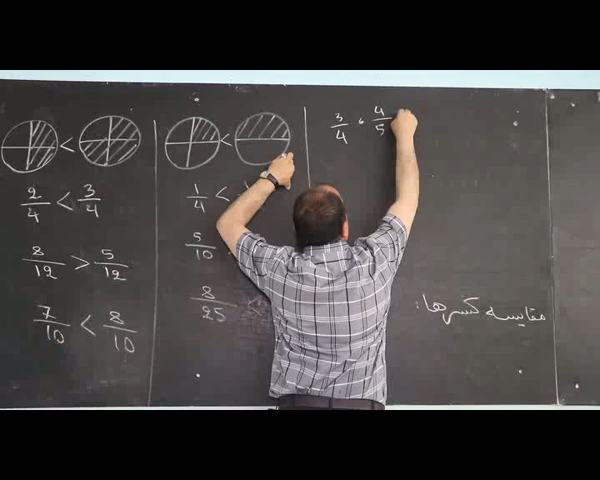 مقایسه کسرها:
2/4 < 3/4
8/12 > 5/12
7/10 < 8/10
<
<
1/4 <
5/10
8/25 <
3/4 ، 4/5